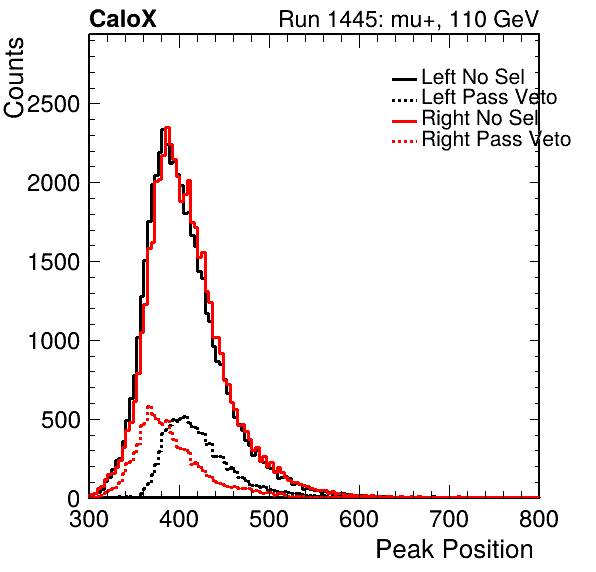 CaloX Run 1445: mu+, 110 GeV
Counts
Left No Sel
Left Pass Veto
Right No Sel
Right Pass Veto
2500
2000
1500
1000
500
0
300 400 500 600 700 800
Peak Position